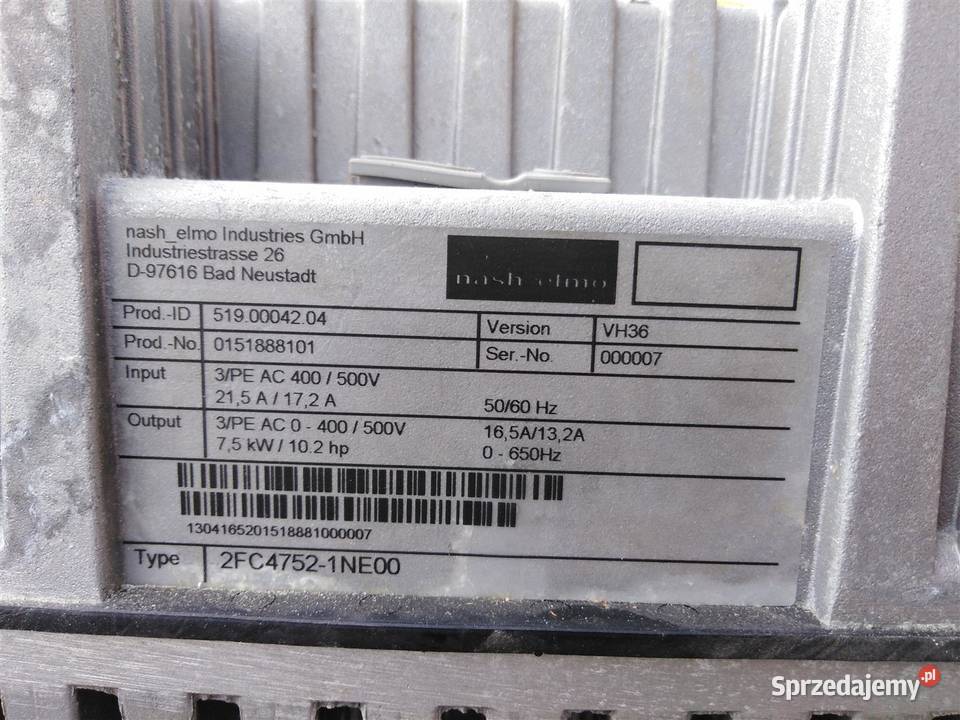 nash_elmo Industries GmbH
Industriestrasse 26
D-97616 Bad Neustadt
nash elmo
Prod.-ID 519.00042.04
Version VH36
Prod.-No. 0151888101
Ser.-No. 000007
Input 3/PE AC 400 / 500V
21,5 A / 17,2 A 50/60 Hz
Output 3/PE AC 0 - 400 / 500V 16,5A/13,2A
7,5 kW / 10.2 hp 0 - 650Hz
1304165201518881000007
Type 2FC4752-1NE00
Sprzedajemy.pl